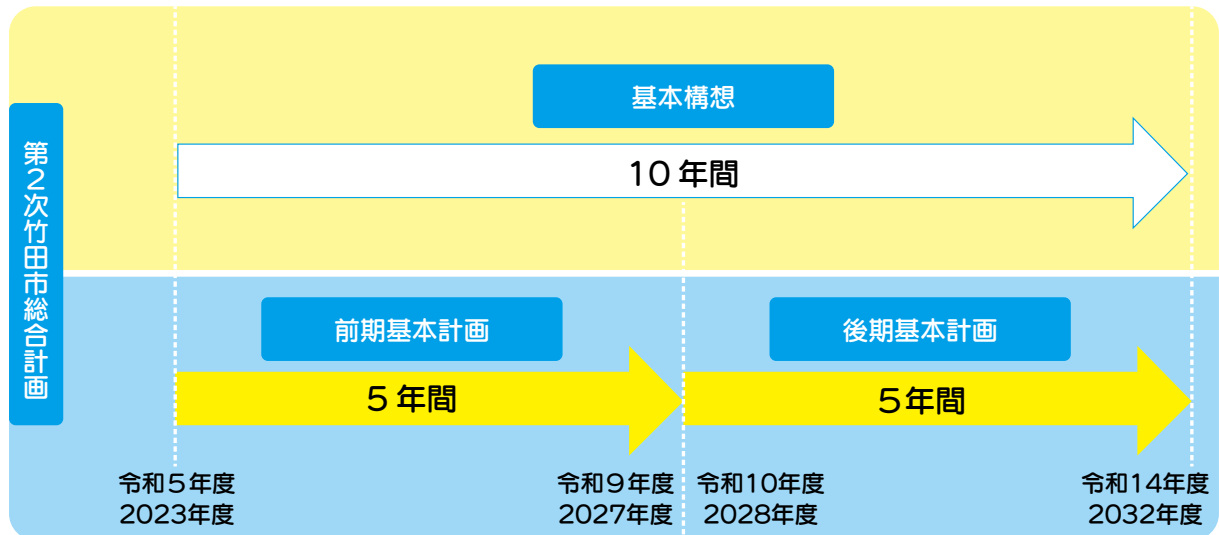 第2次竹田市総合計画
基本構想
10年間
前期基本計画
後期基本計画
5年間
5年間
令和5年度
2023年度
令和9年度
2027年度
令和10年度
2028年度
令和14年度
2032年度